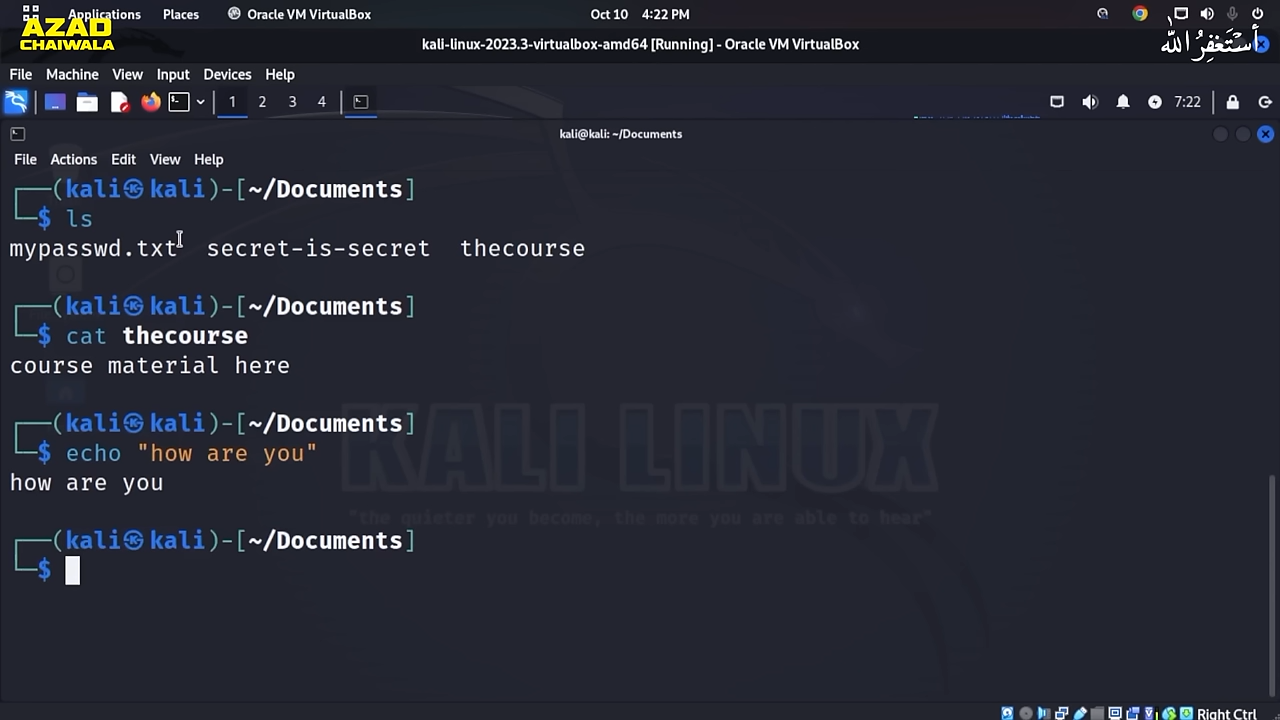 Applications Places Oracle VM VirtualBox Oct 10 4:22 PM
AZAD
CHAIWALA
kali-linux-2023.3-virtualbox-amd64 [Running] - Oracle VM VirtualBox
أَسْتَغْفِرُ اللّٰه
File Machine View Input Devices Help
1 2 3 4 7:22
kali@kali: ~/Documents
File Actions Edit View Help
┌──(kali㉿kali)-[~/Documents]
└─$ ls
mypasswd.txt secret-is-secret thecourse
┌──(kali㉿kali)-[~/Documents]
└─$ cat thecourse
course material here
┌──(kali㉿kali)-[~/Documents]
└─$ echo "how are you"
how are you
KALI LINUX
"the quieter you become, the more you are able to hear"
┌──(kali㉿kali)-[~/Documents]
└─$
Right Ctrl